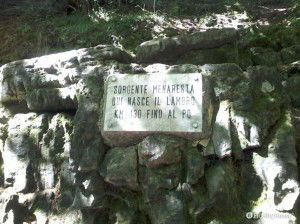 SORGENTE MENARESTA
QUI NASCE IL LAMBRO
KM 130 FINO AL PO